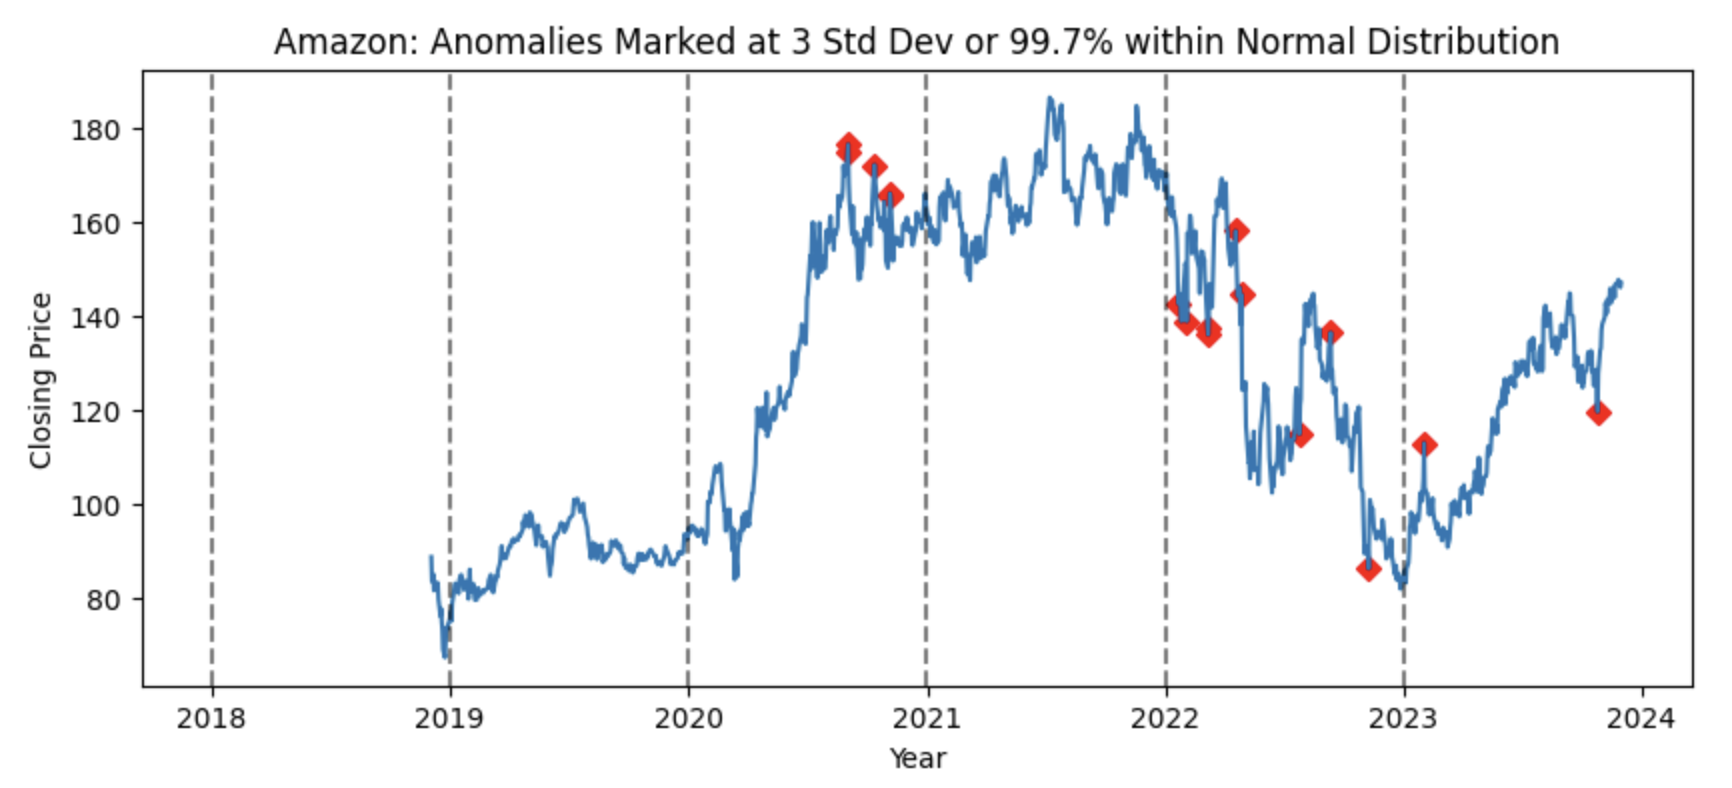 Amazon: Anomalies Marked at 3 Std Dev or 99.7% within Normal Distribution
Closing Price
180
160
140
120
100
80
2018 2019 2020 2021 2022 2023 2024
Year